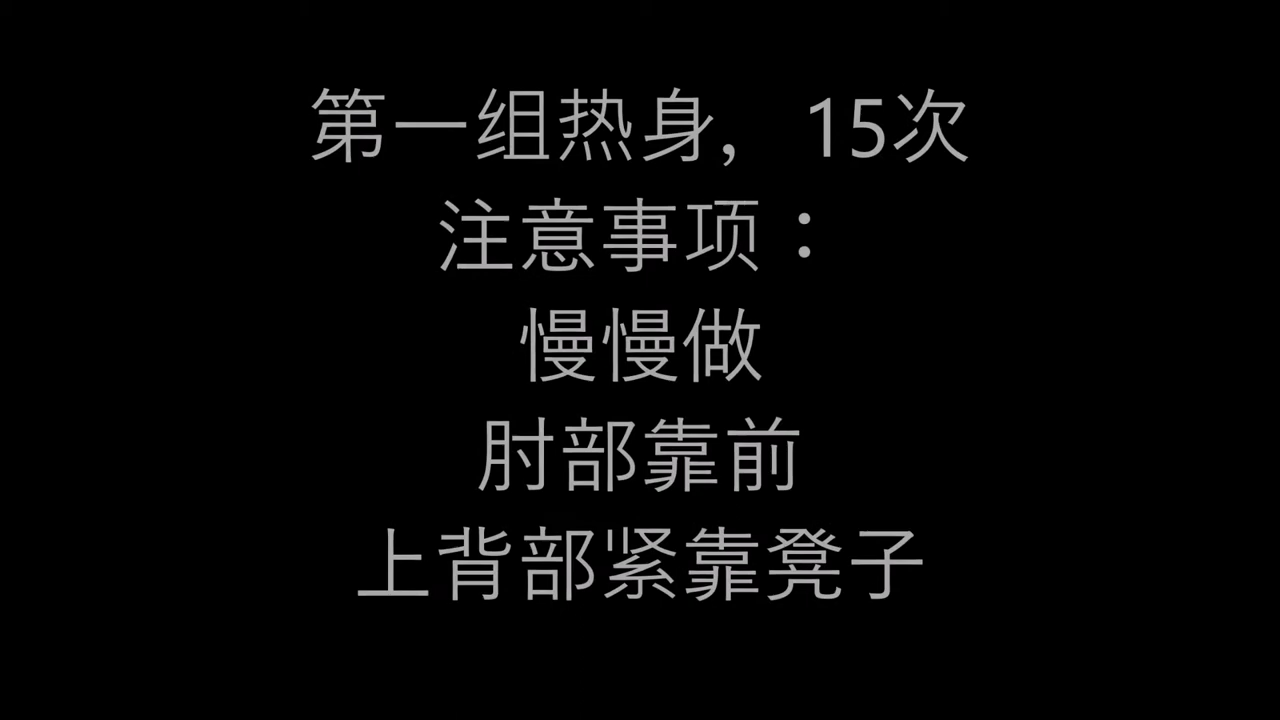 第一组热身，15次
注意事项：
慢慢做
肘部靠前
上背部紧靠凳子